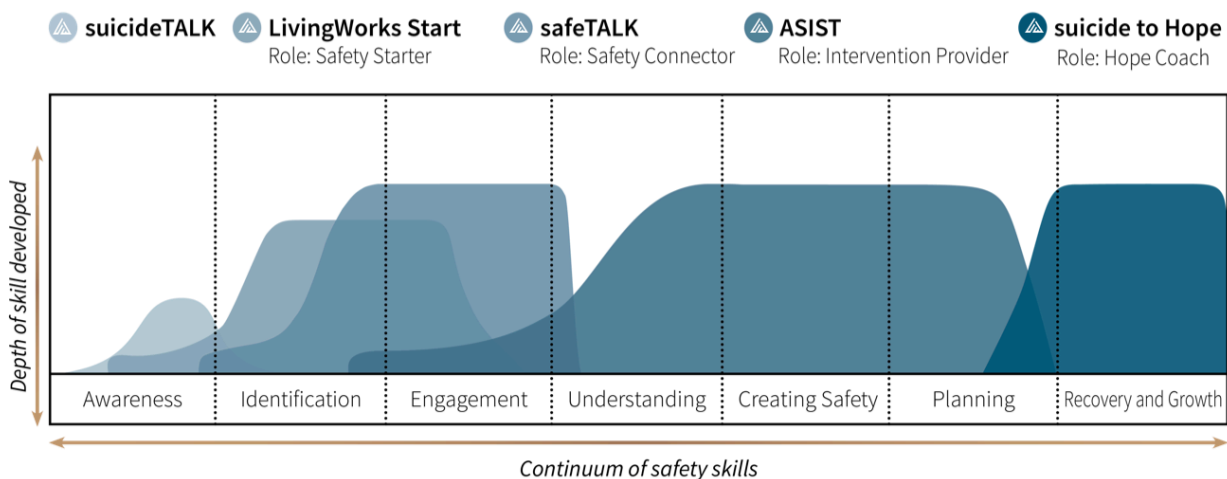 suicideTALK
LivingWorks Start
Role: Safety Starter
safeTALK
Role: Safety Connector
ASIST
Role: Intervention Provider
suicide to Hope
Role: Hope Coach
Depth of skill developed
Awareness
Identification
Engagement
Understanding
Creating Safety
Planning
Recovery and Growth
Continuum of safety skills